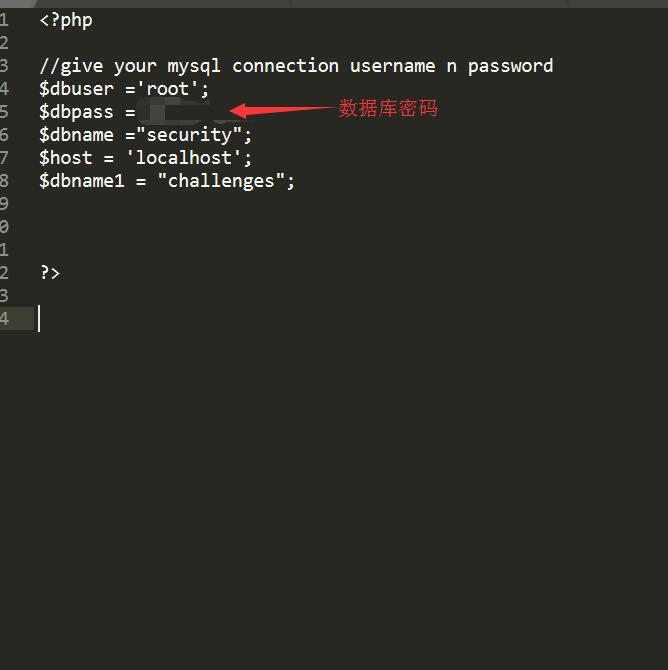 1 <?php
2
3 //give your mysql connection username n password
4 $dbuser ='root';
5 $dbpass = 数据库密码
6 $dbname ="security";
7 $host = 'localhost';
8 $dbname1 = "challenges";
9
0
1
2 ?>
3
4